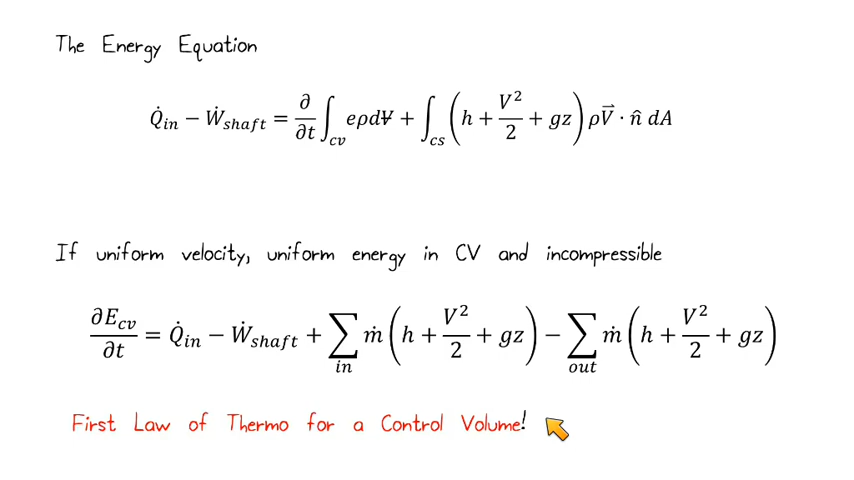 The Energy Equation
Q̇_in − Ẇ_shaft = ∂/∂t ∫_cv eρdV̶ + ∫_cs (h + V²/2 + gz) ρV⃗ · n̂ dA
If uniform velocity, uniform energy in CV and incompressible
∂E_cv/∂t = Q̇_in − Ẇ_shaft + ∑_in ṁ (h + V²/2 + gz) − ∑_out ṁ (h + V²/2 + gz)
First Law of Thermo for a Control Volume!